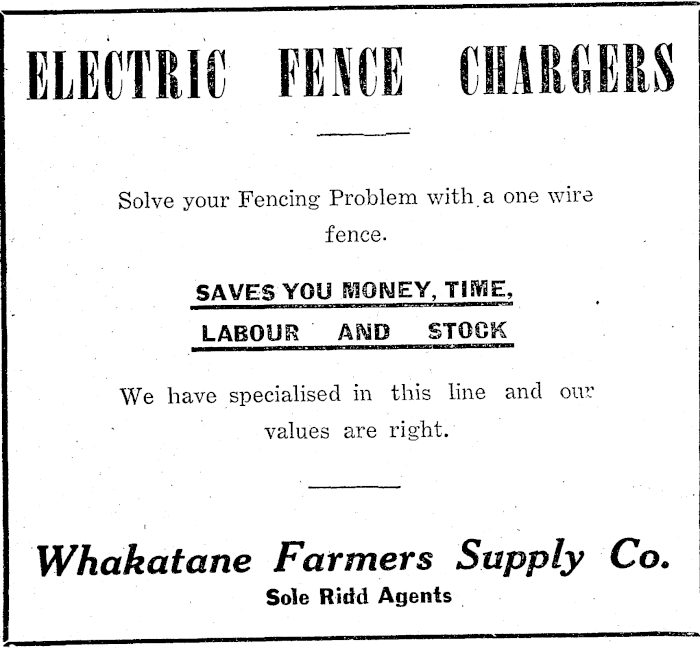 ELECTRIC FENCE CHARGERS
Solve your Fencing Problem with a one wire
fence.
SAVES YOU MONEY, TIME,
LABOUR AND STOCK
We have specialised in this line and our
values are right.
Whakatane Farmers Supply Co.
Sole Ridd Agents